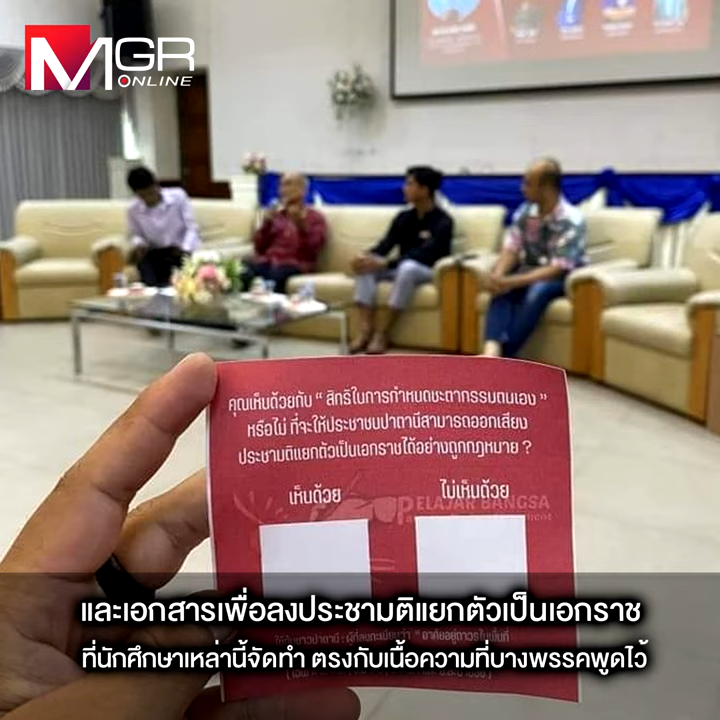 MGR
ONLINE
คุณเห็นด้วยกับ “ สิทธิในการกำหนดชะตากรรมตนเอง ”
หรือไม่ ที่จะให้ประชาชนปาตานีสามารถออกเสียง
ประชามติแยกตัวเป็นเอกราชได้อย่างถูกกฎหมาย ?
เห็นด้วย
ไม่เห็นด้วย
PELAJAR BANGSA
และเอกสารเพื่อลงประชามติแยกตัวเป็นเอกราช
ที่นักศึกษาเหล่านี้จัดทำ ตรงกับเนื้อความที่บางพรรคพูดไว้